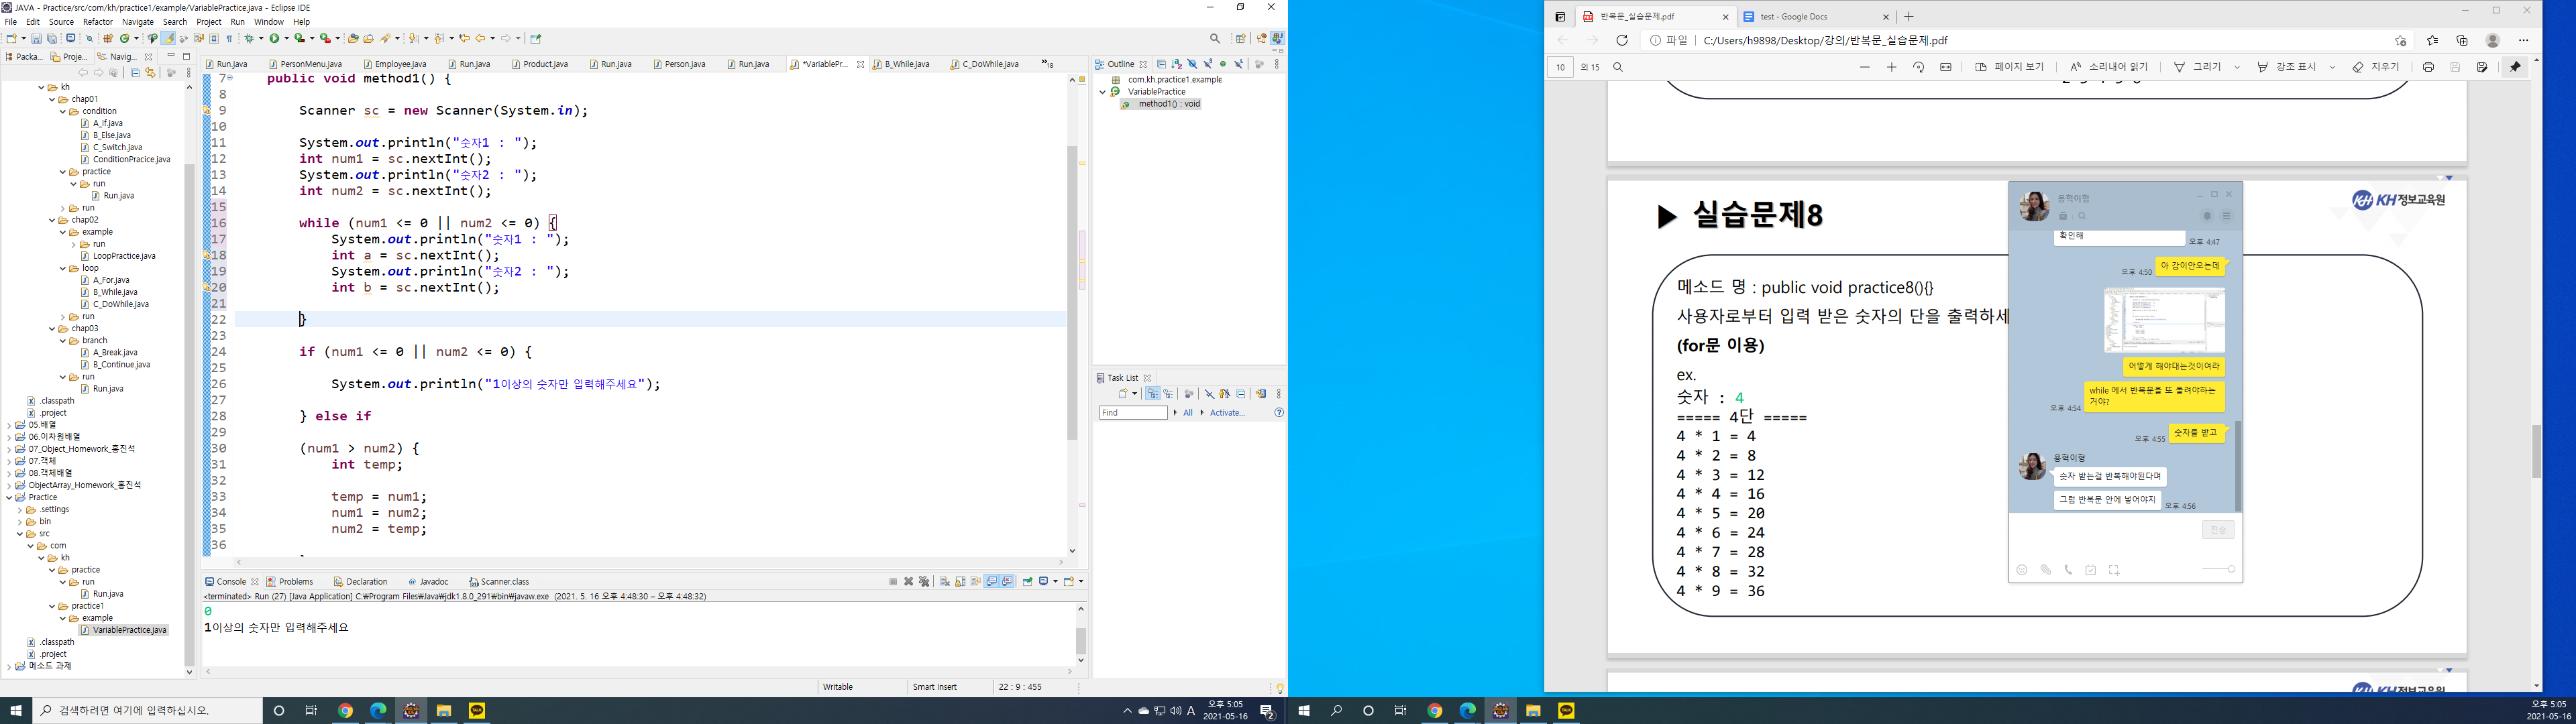 JAVA - Practice/src/com/kh/practice1/example/VariablePractice.java - Eclipse IDE
File Edit Source Refactor Navigate Search Project Run Window Help
Packa... Proje... Navig...
kh
chap01
condition
A_If.java
B_Else.java
C_Switch.java
ConditionPracice.java
practice
run
Run.java
run
chap02
example
run
LoopPractice.java
loop
A_For.java
B_While.java
C_DoWhile.java
run
chap03
branch
A_Break.java
B_Continue.java
run
Run.java
.classpath
.project
05.배열
06.이차원배열
07_Object_Homework_홍진석
07.객체
08.객체배열
ObjectArray_Homework_홍진석
Practice
.settings
bin
src
com
kh
practice
run
Run.java
practice1
example
VariablePractice.java
.classpath
.project
메소드 과제
Run.java PersonMenu.java Employee.java Run.java Product.java Run.java Person.java Run.java *VariablePr... B_While.java C_DoWhile.java »18
7 public void method1() {
8
9 Scanner sc = new Scanner(System.in);
10
11 System.out.println("숫자1 : ");
12 int num1 = sc.nextInt();
13 System.out.println("숫자2 : ");
14 int num2 = sc.nextInt();
15
16 while (num1 <= 0 || num2 <= 0) {
17 System.out.println("숫자1 : ");
18 int a = sc.nextInt();
19 System.out.println("숫자2 : ");
20 int b = sc.nextInt();
21
22 }
23
24 if (num1 <= 0 || num2 <= 0) {
25
26 System.out.println("1이상의 숫자만 입력해주세요");
27
28 } else if
29
30 (num1 > num2) {
31 int temp;
32
33 temp = num1;
34 num1 = num2;
35 num2 = temp;
36
Console Problems Declaration Javadoc Scanner.class
<terminated> Run (27) [Java Application] C:₩Program Files₩Java₩jdk1.8.0_291₩bin₩javaw.exe (2021. 5. 16 오후 4:48:30 – 오후 4:48:32)
0
1이상의 숫자만 입력해주세요
Writable Smart Insert 22 : 9 : 455
Outline
com.kh.practice1.example
VariablePractice
method1() : void
Task List
Find All Activate...
검색하려면 여기에 입력하십시오.
A 오후 5:05
2021-05-16
2
반복문_실습문제.pdf test - Google Docs
파일 C:/Users/h9898/Desktop/강의/반복문_실습문제.pdf
10 의 15 페이지 보기 소리내어 읽기 그리기 강조 표시 지우기
▶ 실습문제8
KH KH정보교육원
메소드 명 : public void practice8(){}
사용자로부터 입력 받은 숫자의 단을 출력하세
(for문 이용)
ex.
숫자 : 4
===== 4단 =====
4 * 1 = 4
4 * 2 = 8
4 * 3 = 12
4 * 4 = 16
4 * 5 = 20
4 * 6 = 24
4 * 7 = 28
4 * 8 = 32
4 * 9 = 36
용혁이형
확인해
오후 4:47
아 감이안오는데
오후 4:50
어떻게 해야대는것이여라
while 에서 반복문을 또 돌려야하는
거야?
오후 4:54
숫자를 받고
오후 4:55
용혁이형
숫자 받는걸 반복해야된다며
그럼 반복문 안에 넣어야지
오후 4:56
전송
오후 5:05
2021-05-16